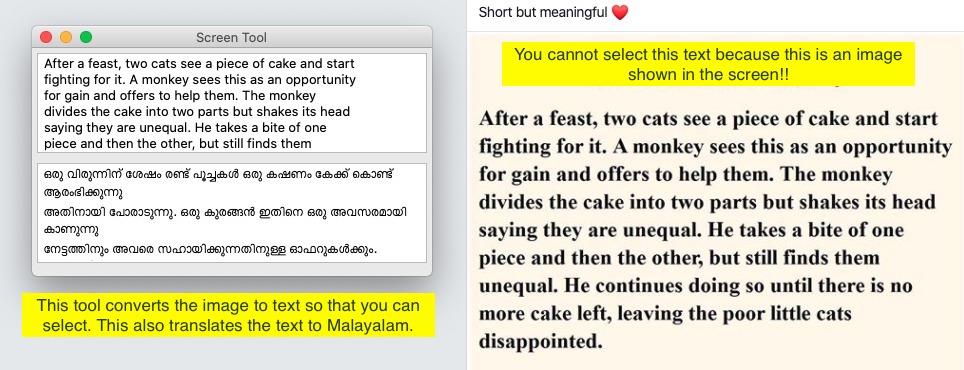 Screen Tool
After a feast, two cats see a piece of cake and start
fighting for it. A monkey sees this as an opportunity
for gain and offers to help them. The monkey
divides the cake into two parts but shakes its head
saying they are unequal. He takes a bite of one
piece and then the other, but still finds them
ഒരു വിരുന്നിന് ശേഷം രണ്ട് പൂച്ചകൾ ഒരു കഷണം കേക്ക് കൊണ്ട്
ആരംഭിക്കുന്നു
അതിനായി പോരാടുന്നു. ഒരു കുരങ്ങൻ ഇതിനെ ഒരു അവസരമായി
കാണുന്നു
നേട്ടത്തിനും അവരെ സഹായിക്കുന്നതിനുള്ള ഓഫറുകൾക്കും.
This tool converts the image to text so that you can
select. This also translates the text to Malayalam.
Short but meaningful ❤️
You cannot select this text because this is an image
shown in the screen!!
After a feast, two cats see a piece of cake and start
fighting for it. A monkey sees this as an opportunity
for gain and offers to help them. The monkey
divides the cake into two parts but shakes its head
saying they are unequal. He takes a bite of one
piece and then the other, but still finds them
unequal. He continues doing so until there is no
more cake left, leaving the poor little cats
disappointed.